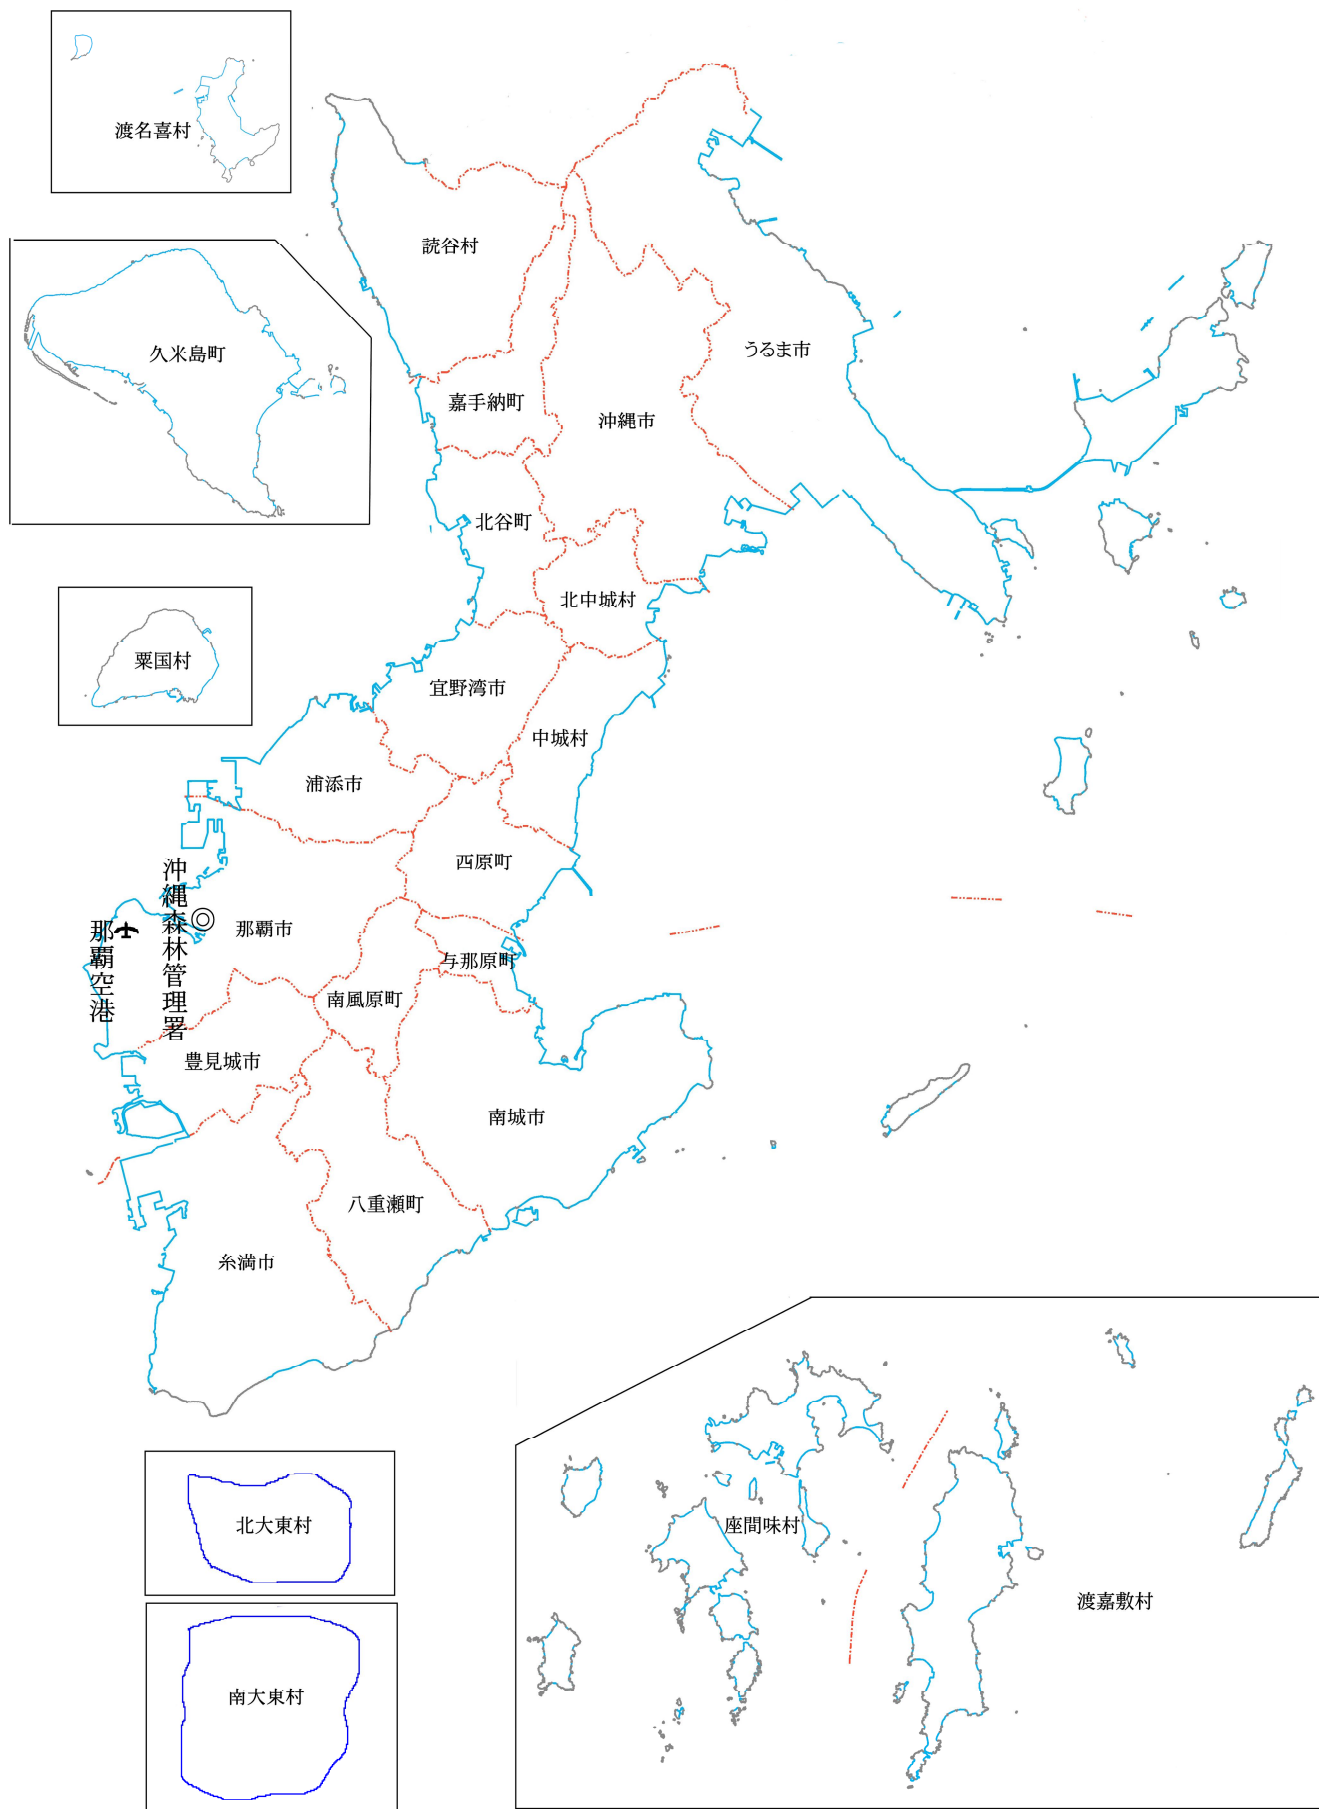 渡名喜村
読谷村
久米島町
うるま市
嘉手納町
沖縄市
北谷町
北中城村
粟国村
宜野湾市
中城村
浦添市
西原町
沖縄森林管理署
那覇市
那覇空港
与那原町
南風原町
豊見城市
南城市
八重瀬町
糸満市
北大東村
座間味村
渡嘉敷村
南大東村